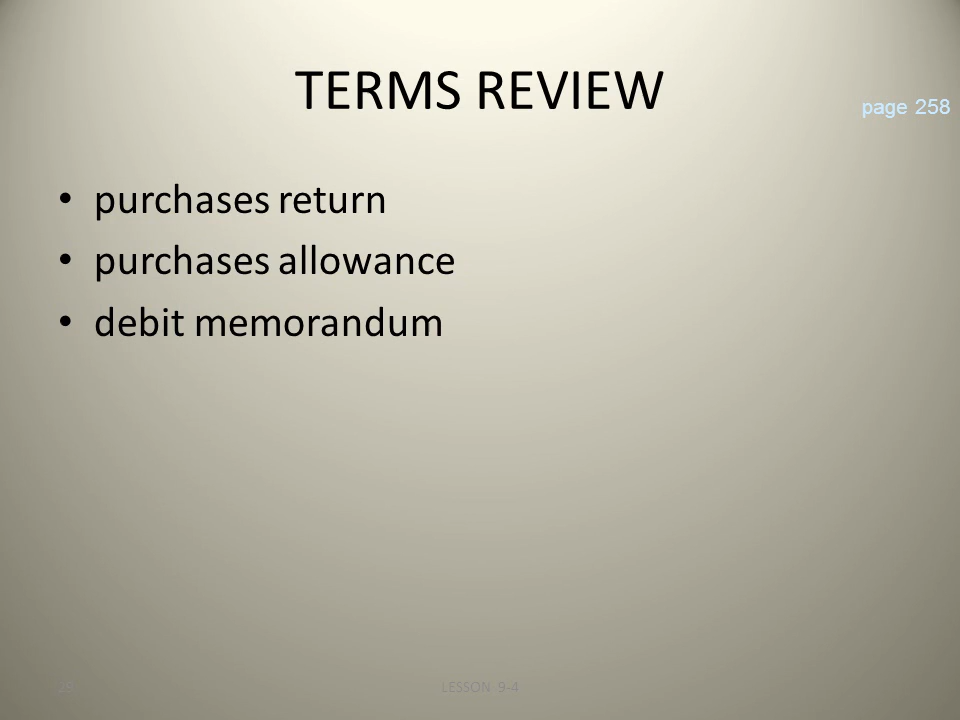 TERMS REVIEW
page 258
• purchases return
• purchases allowance
• debit memorandum
LESSON 9-4